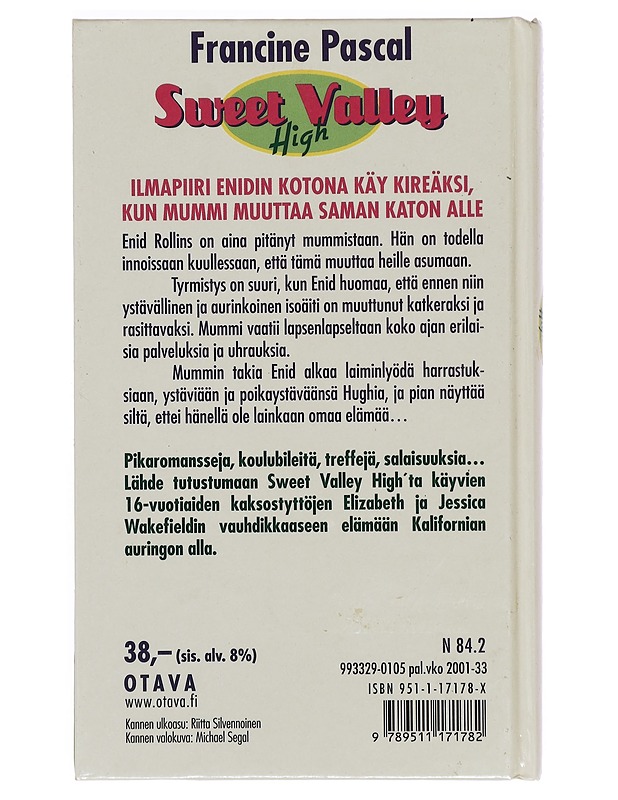 Francine Pascal
Sweet Valley
High
ILMAPIIRI ENIDIN KOTONA KÄY KIREÄKSI,
KUN MUMMI MUUTTAA SAMAN KATON ALLE
Enid Rollins on aina pitänyt mummistaan. Hän on todella
innoissaan kuullessaan, että tämä muuttaa heille asumaan.
Tyrmistys on suuri, kun Enid huomaa, että ennen niin
ystävällinen ja aurinkoinen isoäiti on muuttunut katkeraksi ja
rasittavaksi. Mummi vaatii lapsenlapseltaan koko ajan erilai-
sia palveluksia ja uhrauksia.
Mummin takia Enid alkaa laiminlyödä harrastuk-
siaan, ystäviään ja poikaystäväänsä Hughia, ja pian näyttää
siltä, ettei hänellä ole lainkaan omaa elämää...
Pikaromansseja, koulubileitä, treffejä, salaisuuksia...
Lähde tutustumaan Sweet Valley High´ta käyvien
16-vuotiaiden kaksostyttöjen Elizabeth ja Jessica
Wakefieldin vauhdikkaaseen elämään Kalifornian
auringon alla.
38,– (sis. alv. 8%)
OTAVA
www.otava.fi
Kannen ulkoasu: Riitta Silvennoinen
Kannen valokuva: Michael Segal
N 84.2
993329-0105 pal.vko 2001-33
ISBN 951-1-17178-X
9 789511 171782